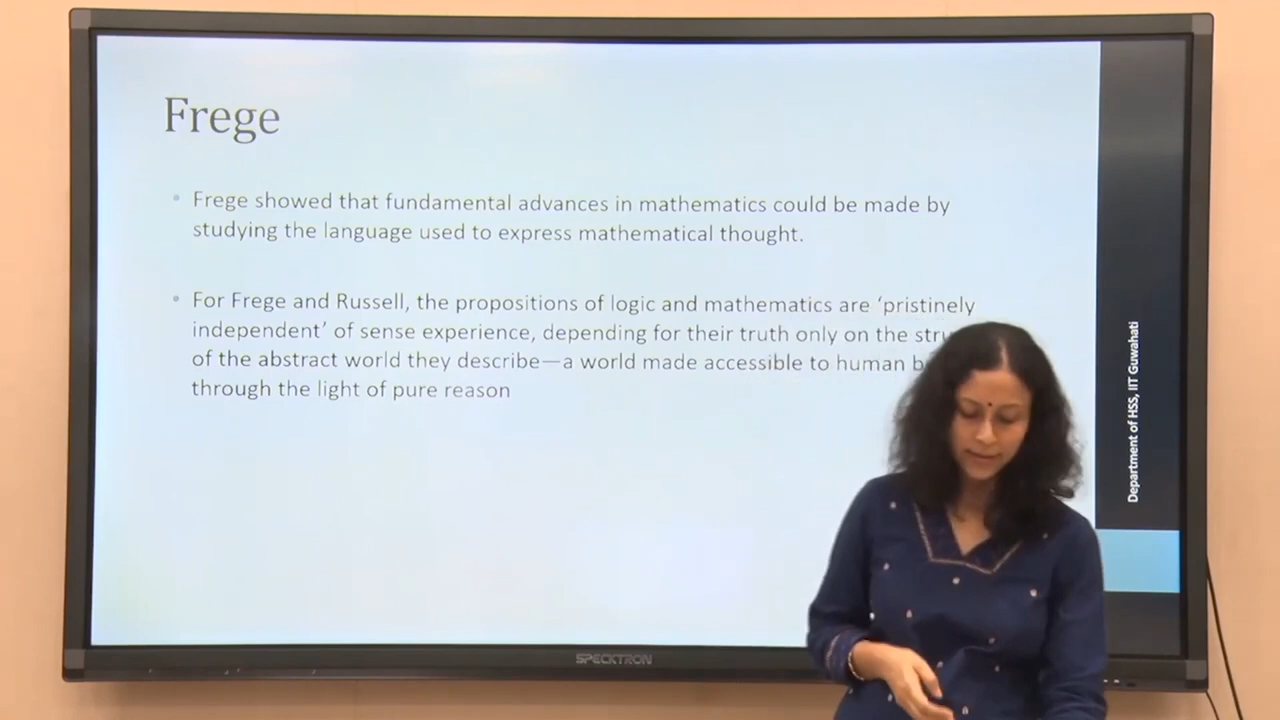 Frege
• Frege showed that fundamental advances in mathematics could be made by
studying the language used to express mathematical thought.
• For Frege and Russell, the propositions of logic and mathematics are ‘pristinely
independent’ of sense experience, depending for their truth only on the
of the abstract world they describe—a world made accessible to human
through the light of pure reason
Department of HSS, IIT Guwahati
SPECKTRON